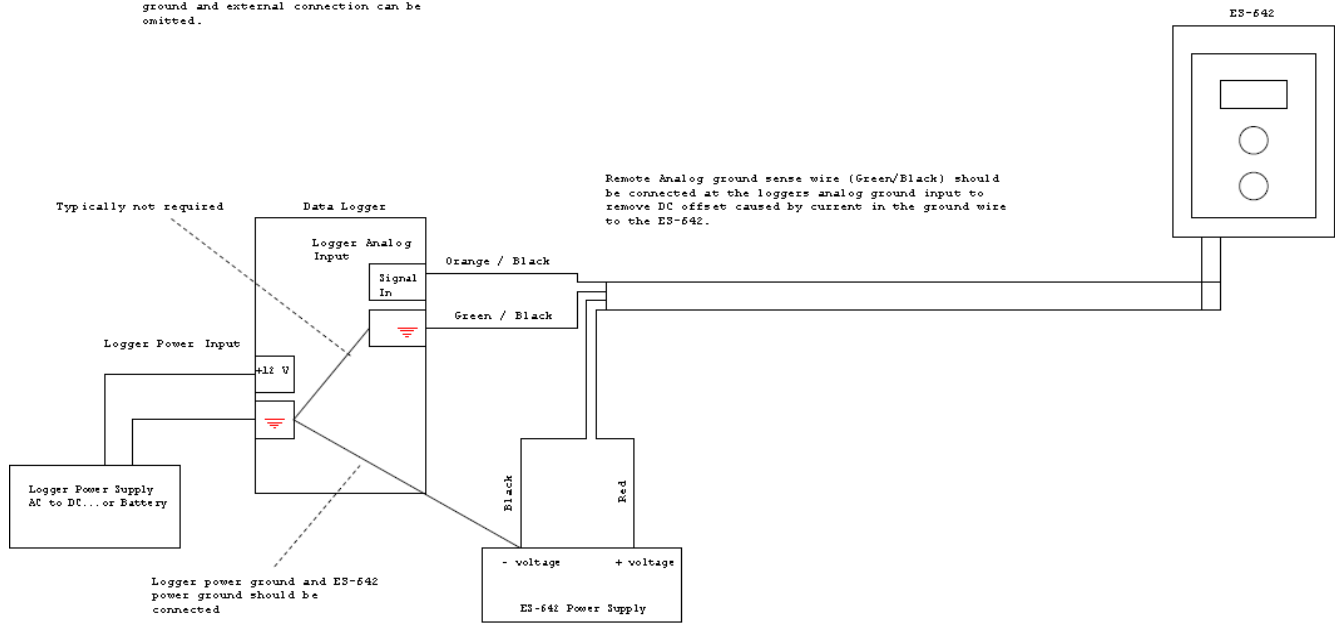 ground and external connection can be
omitted.
ES-642
Remote Analog ground sense wire (Green/Black) should
be connected at the loggers analog ground input to
remove DC offset caused by current in the ground wire
to the ES-642.
Typically not required
Data Logger
Logger Analog
Input
Orange / Black
Signal
In
Green / Black
Logger Power Input
+12 V
Logger Power Supply
AC to DC...or Battery
Black
Red
- voltage
+ voltage
ES-642 Power Supply
Logger power ground and ES-642
power ground should be
connected